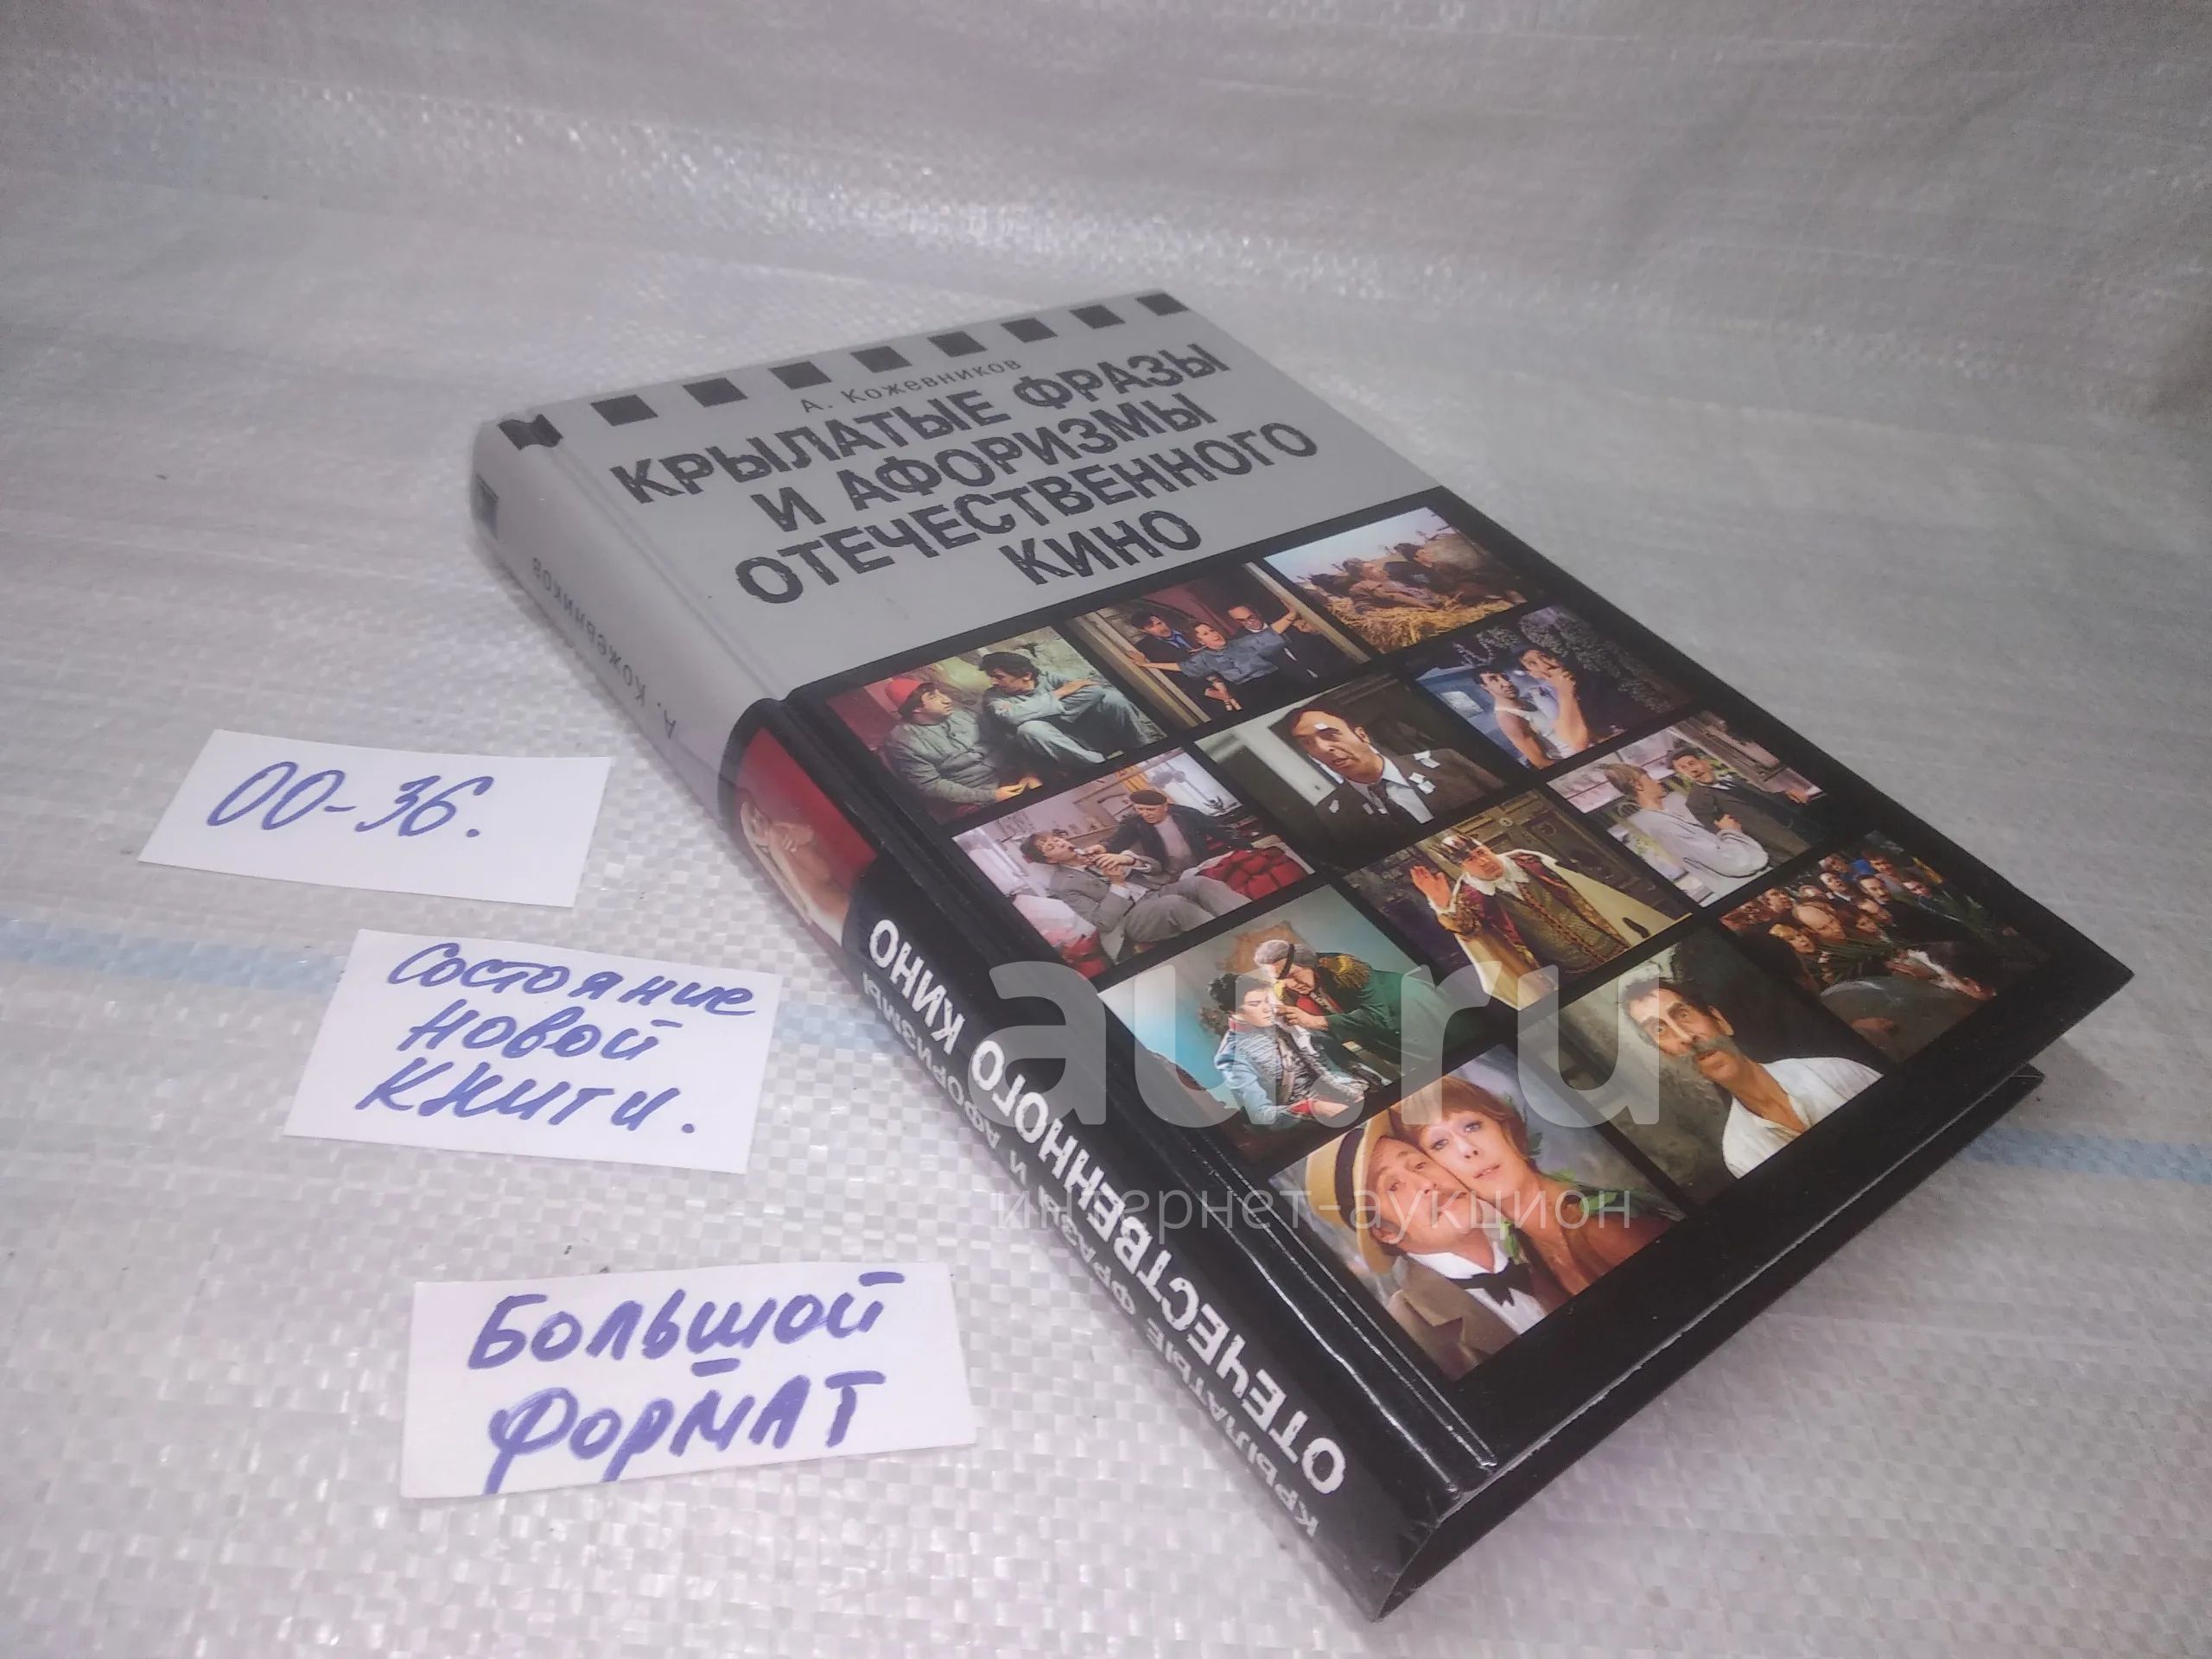 А. Кожевников
КРЫЛАТЫЕ ФРАЗЫ
И АФОРИЗМЫ
ОТЕЧЕСТВЕННОГО
КИНО
А. Кожевников
КРЫЛАТЫЕ ФРАЗЫ И АФОРИЗМЫ
ОТЕЧЕСТВЕННОГО КИНО
00-36.
Состояние
новой
книги.
Большой
формат
au.ru
интернет-аукцион